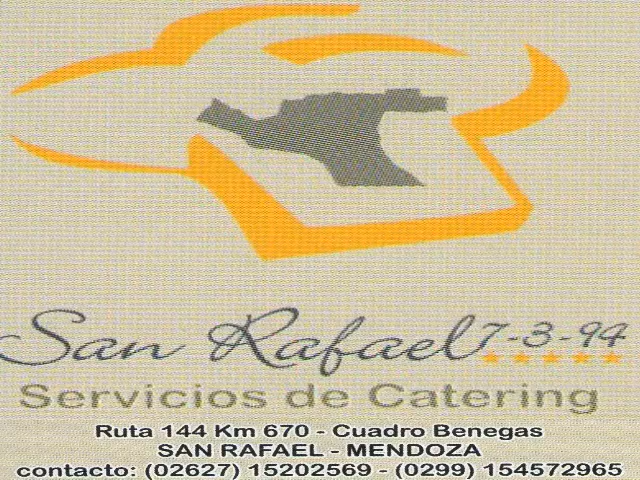 San Rafael 7-3-94
Servicios de Catering
Ruta 144 Km 670 - Cuadro Benegas
SAN RAFAEL - MENDOZA
contacto: (02627) 15202569 - (0299) 154572965